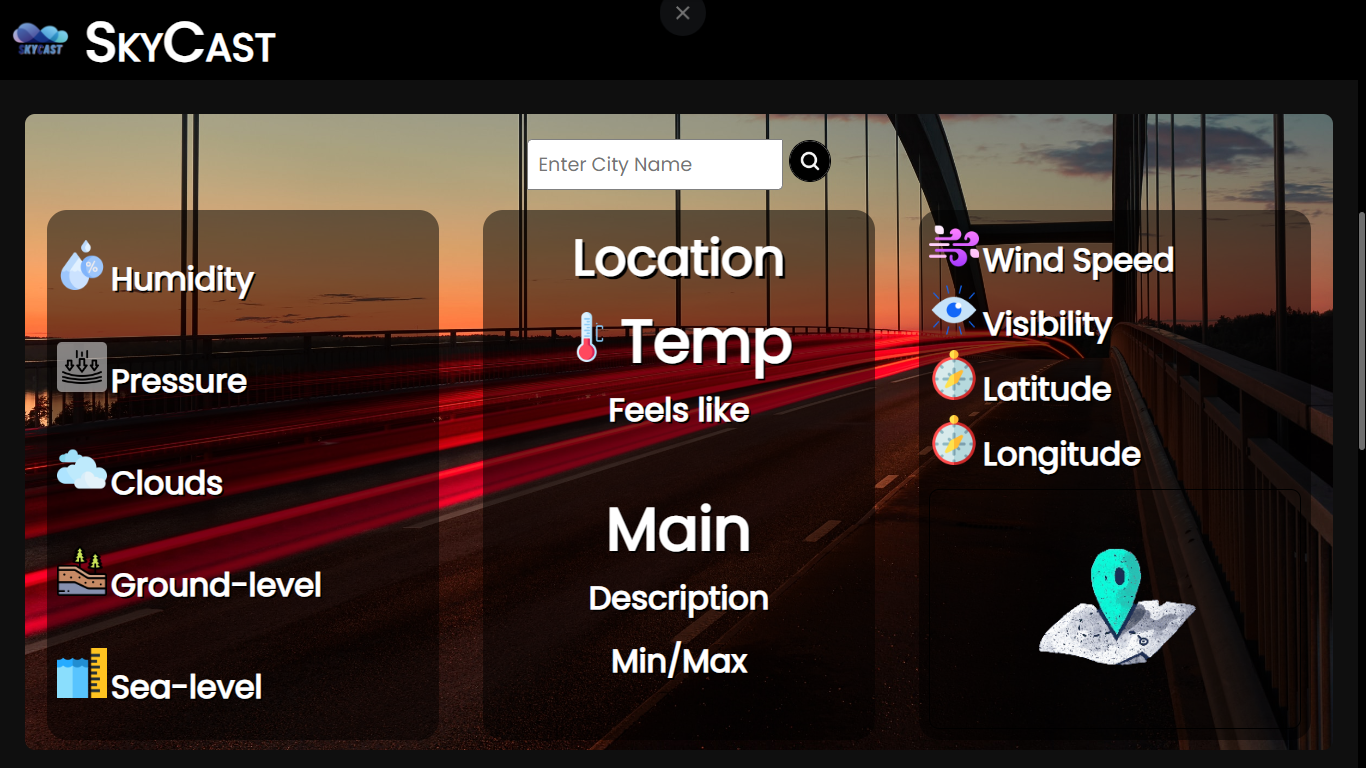 SKYCAST
SKYCAST
Enter City Name
Humidity
%
Pressure
Clouds
Ground-level
Sea-level
Location
°C
Temp
Feels like
Main
Description
Min/Max
Wind Speed
Visibility
Latitude
Longitude